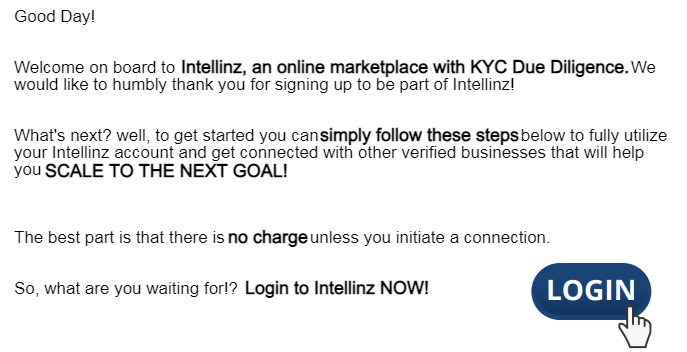 Good Day!
Welcome on board to Intellinz, an online marketplace with KYC Due Diligence. We
would like to humbly thank you for signing up to be part of Intellinz!
What's next? well, to get started you can simply follow these steps below to fully utilize
your Intellinz account and get connected with other verified businesses that will help
you SCALE TO THE NEXT GOAL!
The best part is that there is no charge unless you initiate a connection.
So, what are you waiting for!? Login to Intellinz NOW!
LOGIN